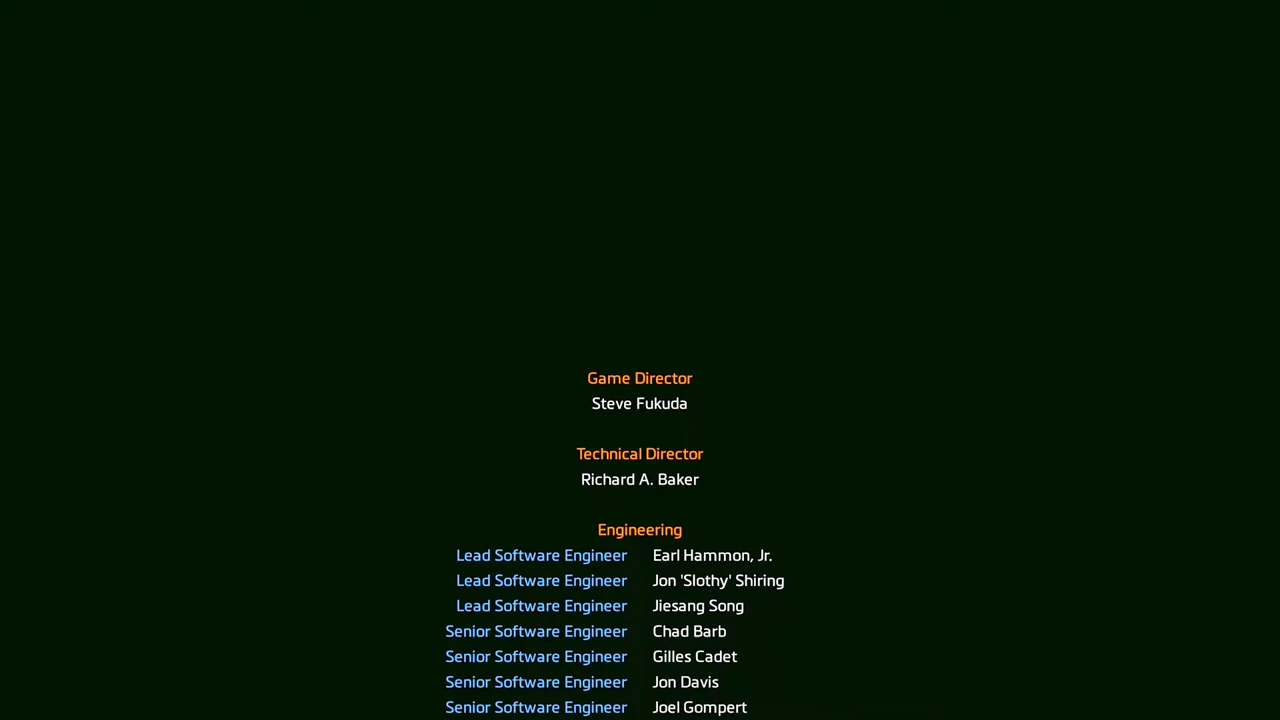 Game Director
Steve Fukuda
Technical Director
Richard A. Baker
Engineering
Lead Software Engineer Earl Hammon, Jr.
Lead Software Engineer Jon 'Slothy' Shiring
Lead Software Engineer Jiesang Song
Senior Software Engineer Chad Barb
Senior Software Engineer Gilles Cadet
Senior Software Engineer Jon Davis
Senior Software Engineer Joel Gompert